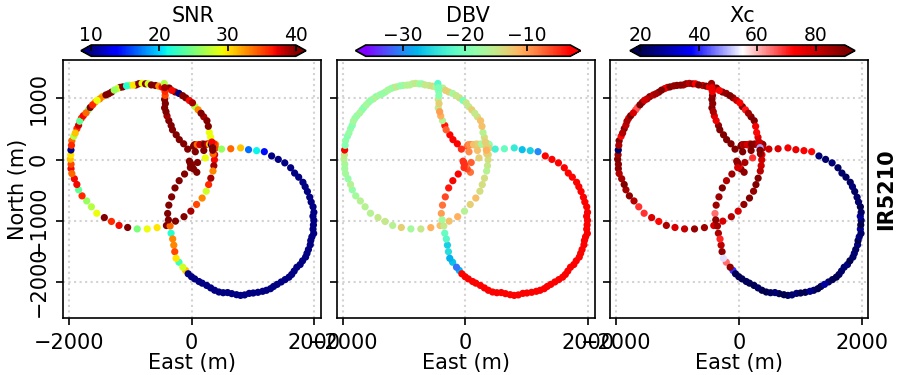 SNR
DBV
Xc
10 20 30 40
−30 −20 −10
20 40 60 80
1000
0
−1000
−2000
North (m)
IR5210
−2000 0 2000
−2000 0 2000
−2000 0 2000
East (m)
East (m)
East (m)